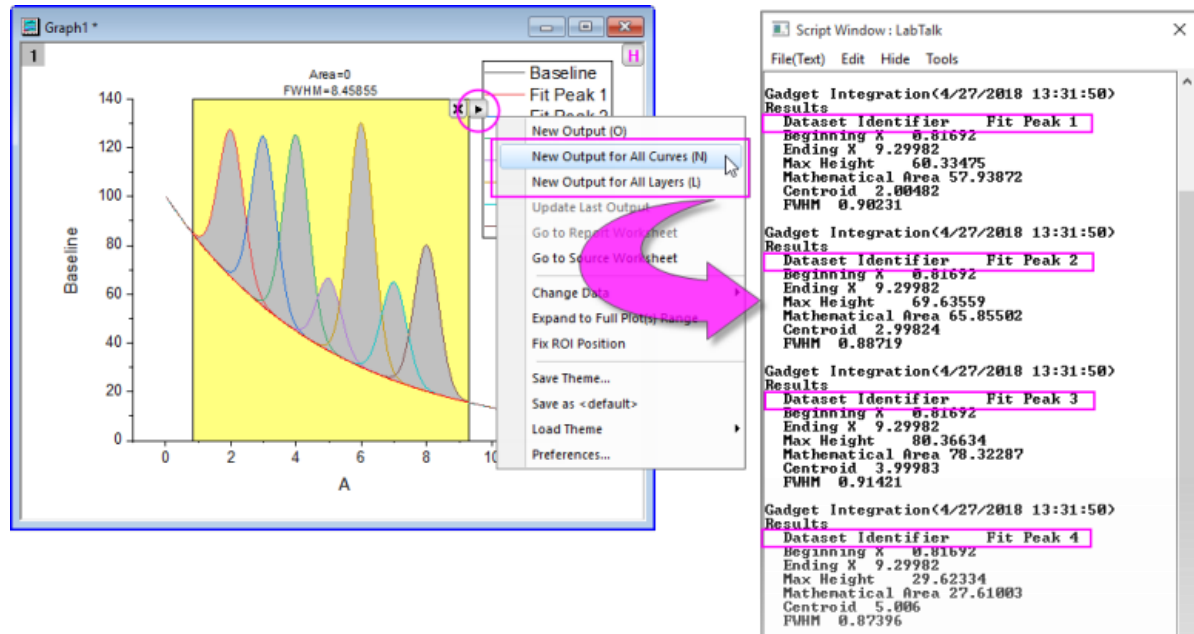 Graph1 *
1
H
Area=0
FWHM=8.45855
Baseline
Fit Peak 1
140
120
100
80
60
40
20
0
Baseline
0
2
4
6
8
A
New Output (O)
New Output for All Curves (N)
New Output for All Layers (L)
Update Last Output
Go to Report Worksheet
Go to Source Worksheet
Change Data
Expand to Full Plot(s) Range
Fix ROI Position
Save Theme...
Save as <default>
Load Theme
Preferences...
Script Window : LabTalk
File(Text) Edit Hide Tools
Gadget Integration(4/27/2018 13:31:50)
Results
Dataset Identifier Fit Peak 1
Beginning X 0.81692
Ending X 9.29982
Max Height 60.33475
Mathematical Area 57.93872
Centroid 2.00482
FWHM 0.90231
Gadget Integration(4/27/2018 13:31:50)
Results
Dataset Identifier Fit Peak 2
Beginning X 0.81692
Ending X 9.29982
Max Height 69.63559
Mathematical Area 65.85502
Centroid 2.99824
FWHM 0.88719
Gadget Integration(4/27/2018 13:31:50)
Results
Dataset Identifier Fit Peak 3
Beginning X 0.81692
Ending X 9.29982
Max Height 80.36634
Mathematical Area 78.32287
Centroid 3.99983
FWHM 0.91421
Gadget Integration(4/27/2018 13:31:50)
Results
Dataset Identifier Fit Peak 4
Beginning X 0.81692
Ending X 9.29982
Max Height 29.62334
Mathematical Area 27.61003
Centroid 5.006
FWHM 0.87396